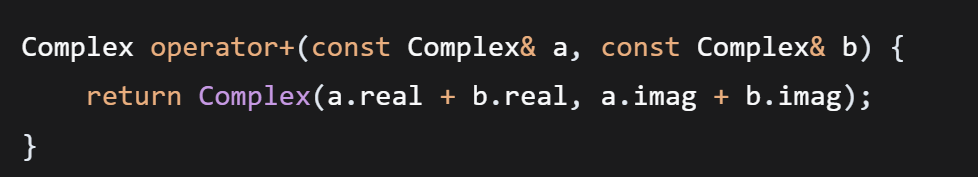 Complex operator+(const Complex& a, const Complex& b) {
    return Complex(a.real + b.real, a.imag + b.imag);
}